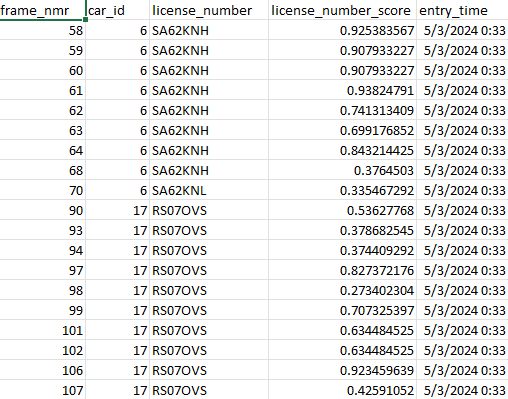 frame_nmr car_id license_number license_number_score entry_time
58 6 SA62KNH 0.925383567 5/3/2024 0:33
59 6 SA62KNH 0.907933227 5/3/2024 0:33
60 6 SA62KNH 0.907933227 5/3/2024 0:33
61 6 SA62KNH 0.93824791 5/3/2024 0:33
62 6 SA62KNH 0.741313409 5/3/2024 0:33
63 6 SA62KNH 0.699176852 5/3/2024 0:33
64 6 SA62KNH 0.843214425 5/3/2024 0:33
68 6 SA62KNH 0.3764503 5/3/2024 0:33
70 6 SA62KNL 0.335467292 5/3/2024 0:33
90 17 RS07OVS 0.53627768 5/3/2024 0:33
93 17 RS07OVS 0.378682545 5/3/2024 0:33
94 17 RS07OVS 0.374409292 5/3/2024 0:33
97 17 RS07OVS 0.827372176 5/3/2024 0:33
98 17 RS07OVS 0.273402304 5/3/2024 0:33
99 17 RS07OVS 0.707325397 5/3/2024 0:33
101 17 RS07OVS 0.634484525 5/3/2024 0:33
102 17 RS07OVS 0.634484525 5/3/2024 0:33
106 17 RS07OVS 0.923459639 5/3/2024 0:33
107 17 RS07OVS 0.42591052 5/3/2024 0:33